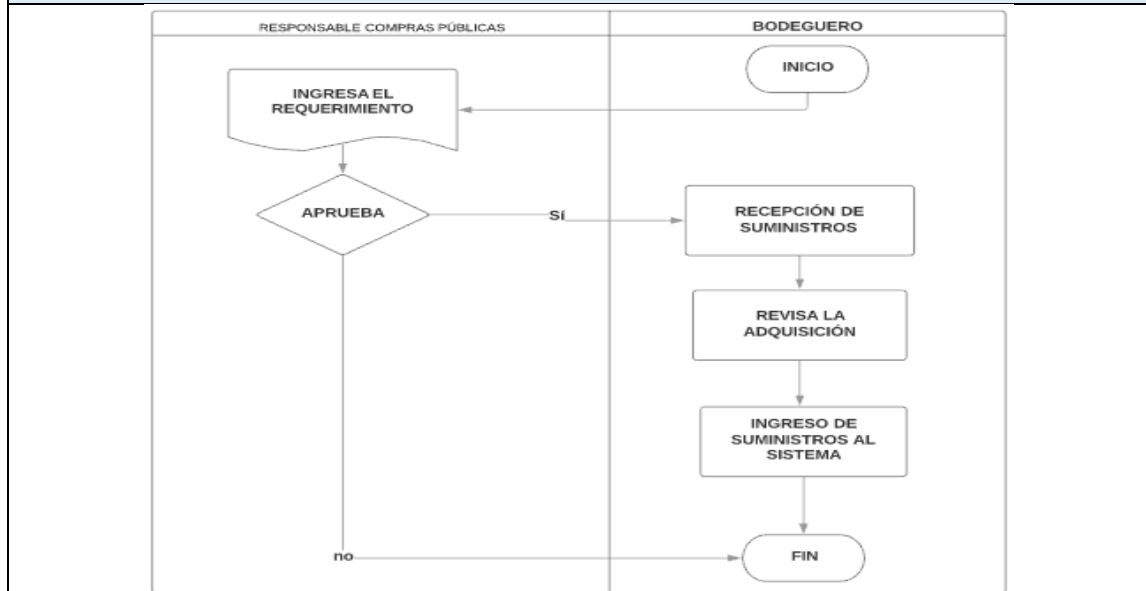 RESPONSABLE COMPRAS PÚBLICAS
BODEGUERO
INICIO
INGRESA EL
REQUERIMIENTO
APRUEBA
Sí
RECEPCIÓN DE
SUMINISTROS
REVISA LA
ADQUISICIÓN
INGRESO DE
SUMINISTROS AL
SISTEMA
no
FIN